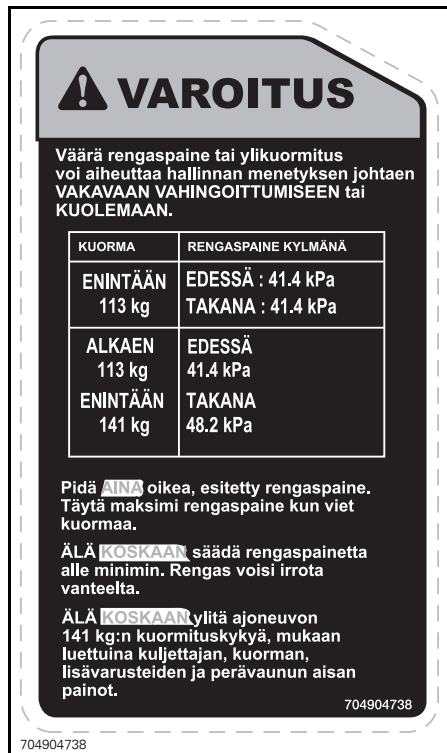 VAROITUS
Väärä rengaspaine tai ylikuormitus
voi aiheuttaa hallinnan menetyksen johtaen
VAKAVAAN VAHINGOITTUMISEEN tai
KUOLEMAAN.
KUORMA RENGASPAINE KYLMÄNÄ
ENINTÄÄN EDESSÄ : 41.4 kPa
113 kg TAKANA : 41.4 kPa
ALKAEN EDESSÄ
113 kg 41.4 kPa
ENINTÄÄN TAKANA
141 kg 48.2 kPa
Pidä AINA oikea, esitetty rengaspaine.
Täytä maksimi rengaspaine kun viet
kuormaa.
ÄLÄ KOSKAAN säädä rengaspainetta
alle minimin. Rengas voisi irrota
vanteelta.
ÄLÄ KOSKAAN ylitä ajoneuvon
141 kg:n kuormituskykyä, mukaan
luettuina kuljettajan, kuorman,
lisävarusteiden ja perävaunun aisan
painot.
704904738
704904738